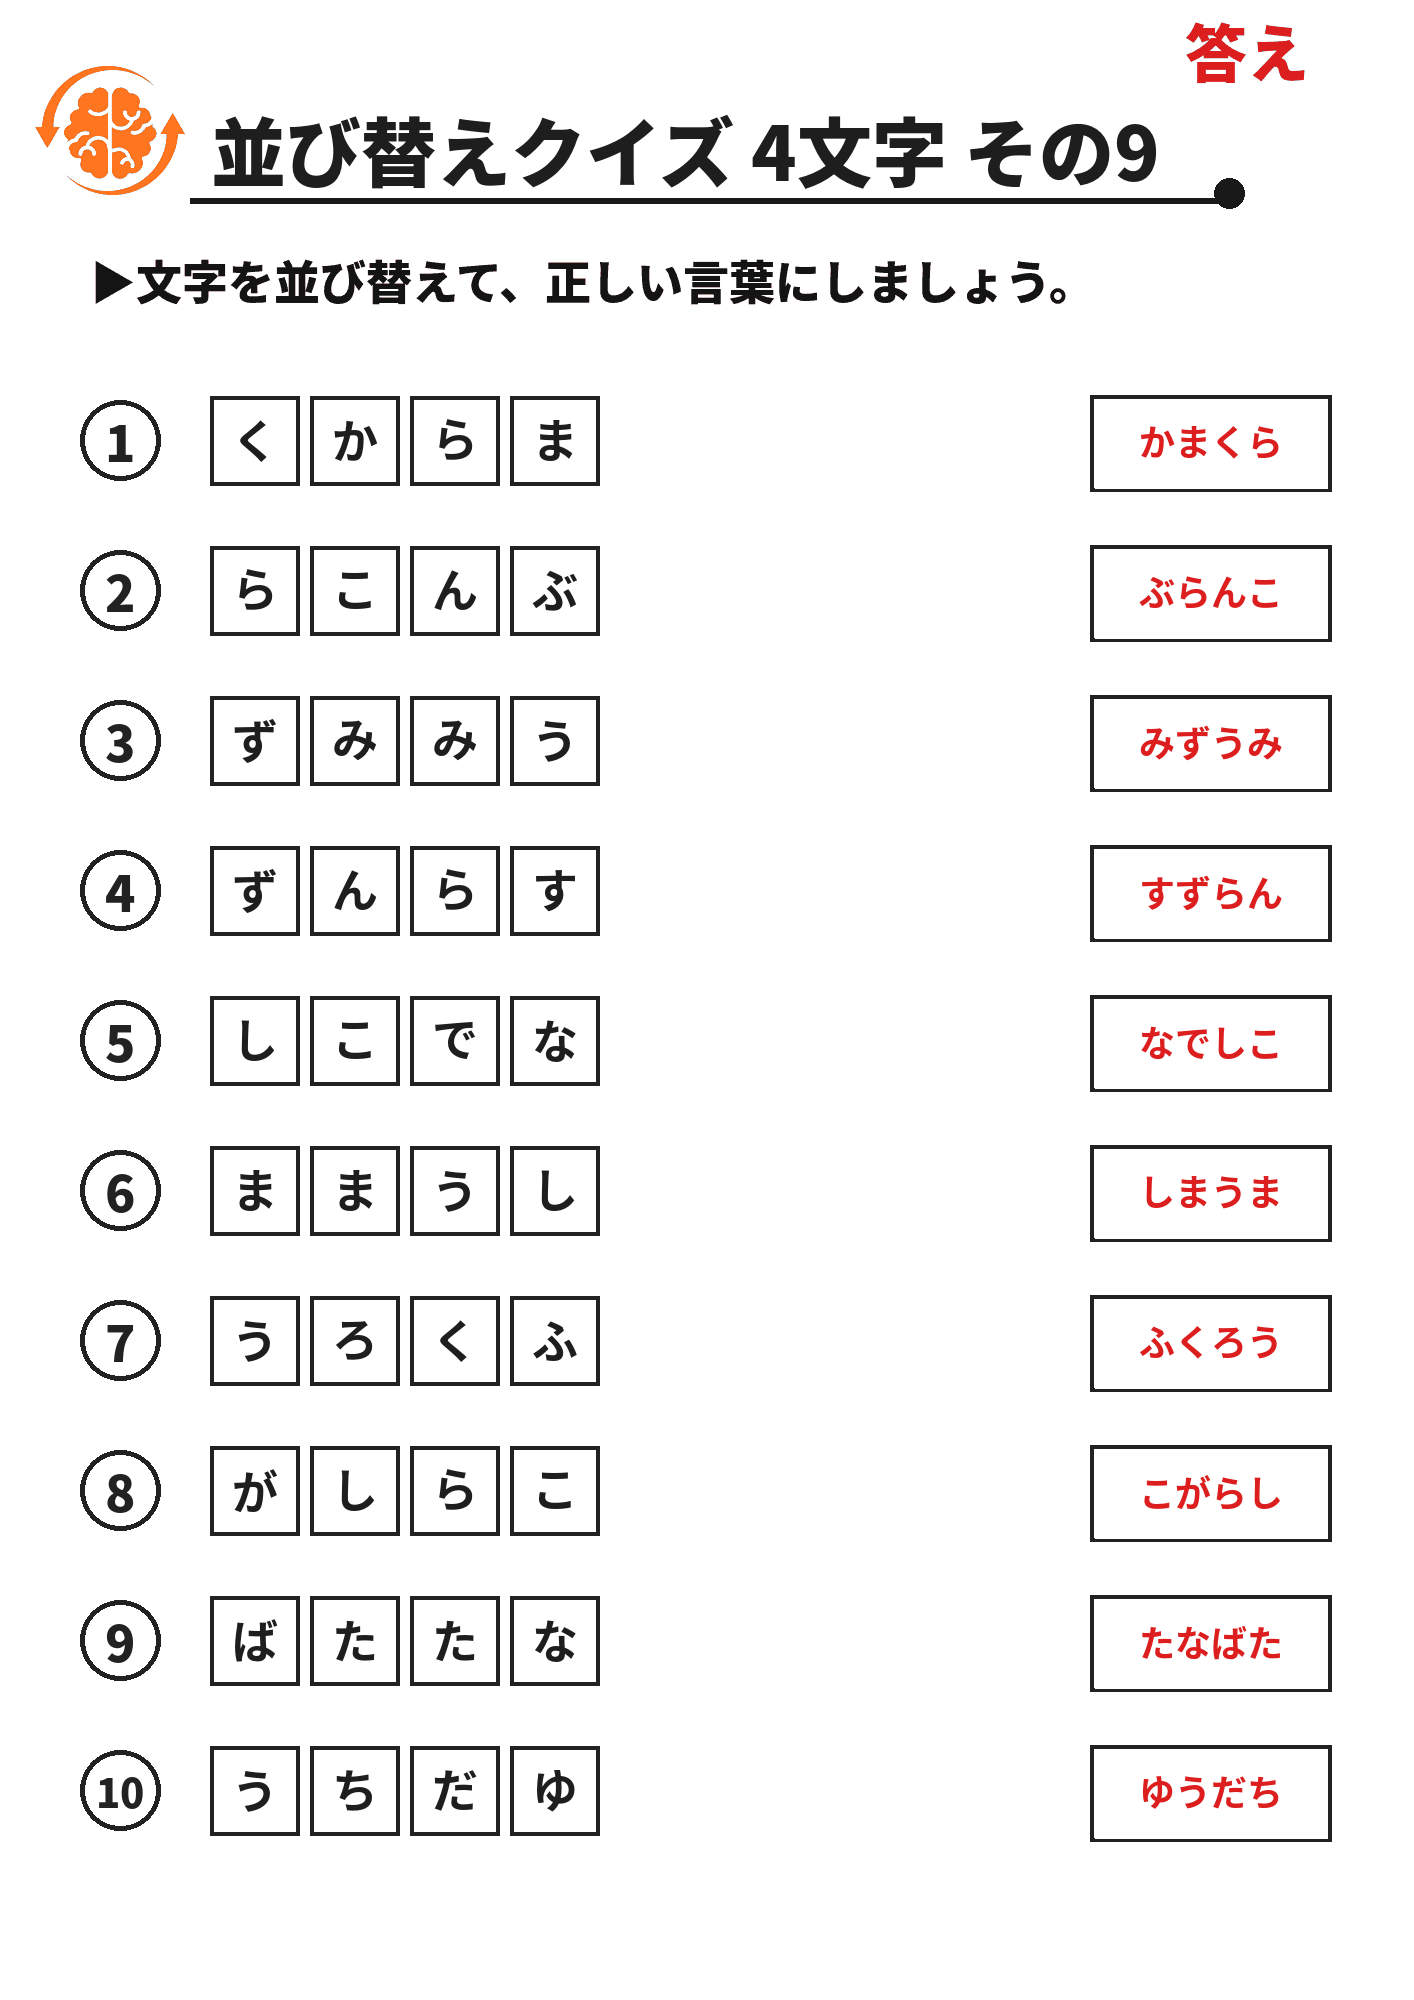 答え
並び替えクイズ 4文字 その9
▶文字を並び替えて、正しい言葉にしましょう。
1 く か ら ま かまくら
2 ら こ ん ぶ ぶらんこ
3 ず み み う みずうみ
4 ず ん ら す すずらん
5 し こ で な なでしこ
6 ま ま う し しまうま
7 う ろ く ふ ふくろう
8 が し ら こ こがらし
9 ば た た な たなばた
10 う ち だ ゆ ゆうだち